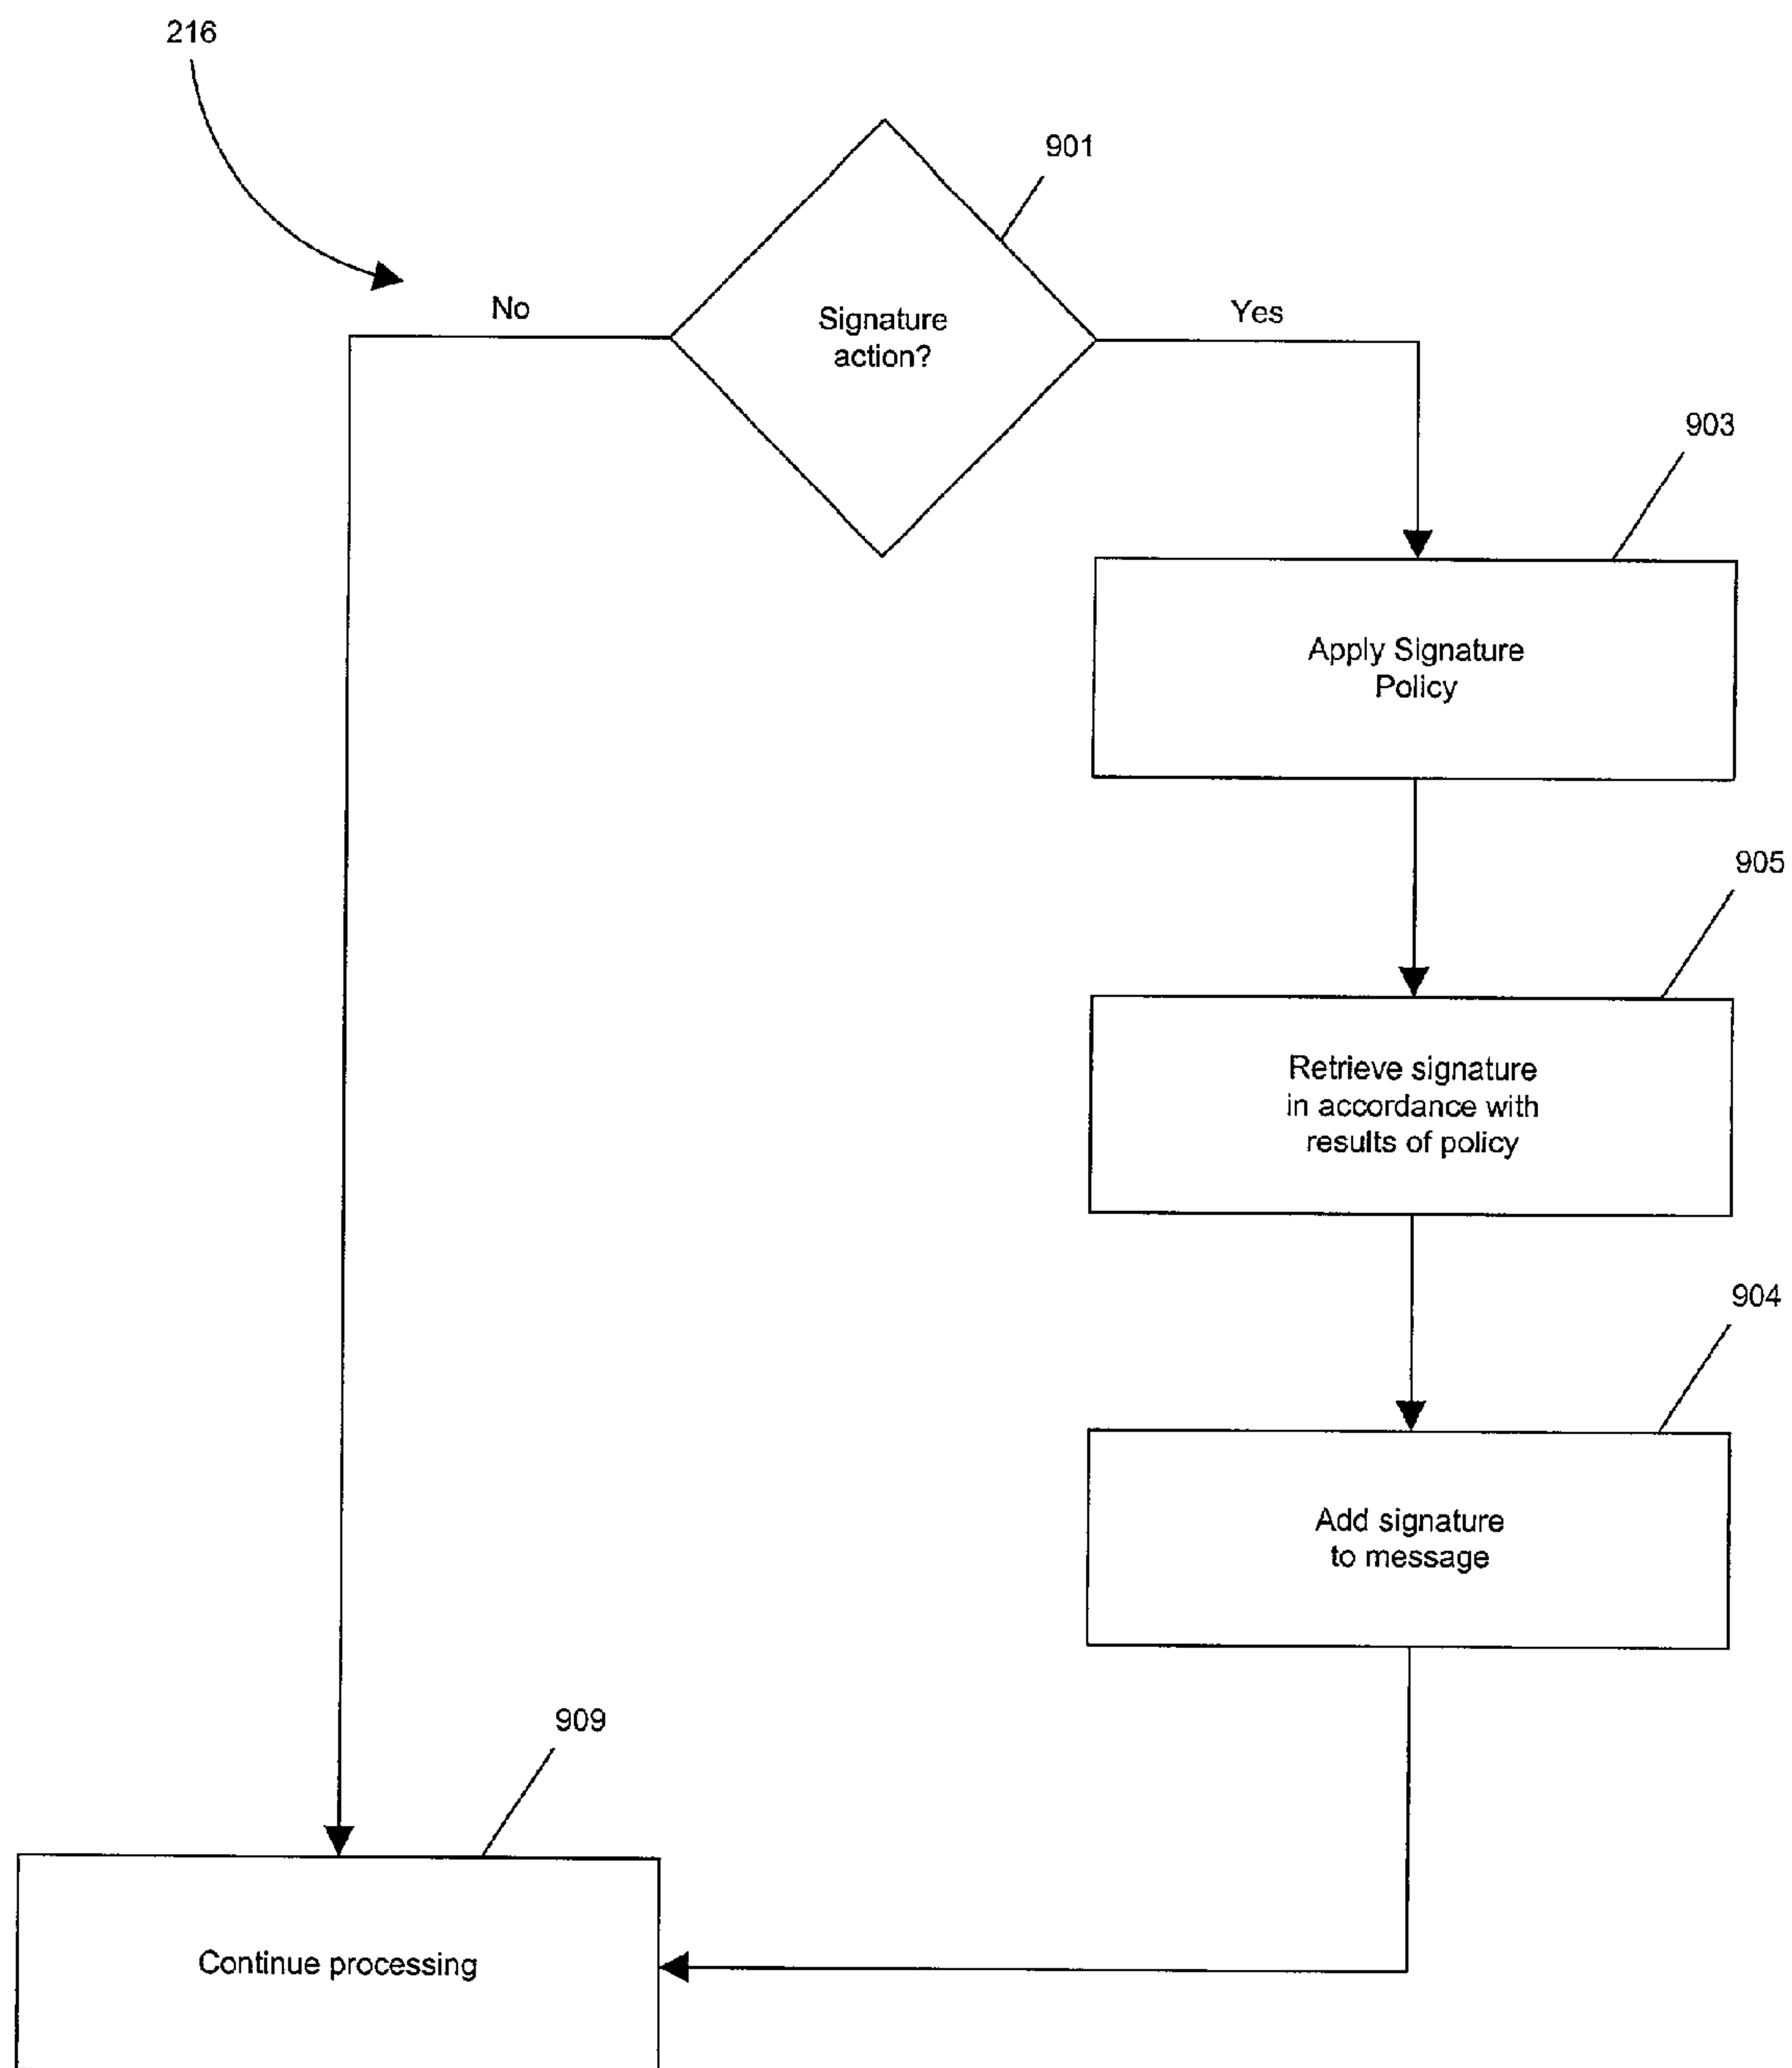 216
901
Signature
action?
No
Yes
903
Apply Signature
Policy
905
Retrieve signature
in accordance with
results of policy
904
Add signature
to message
909
Continue processing